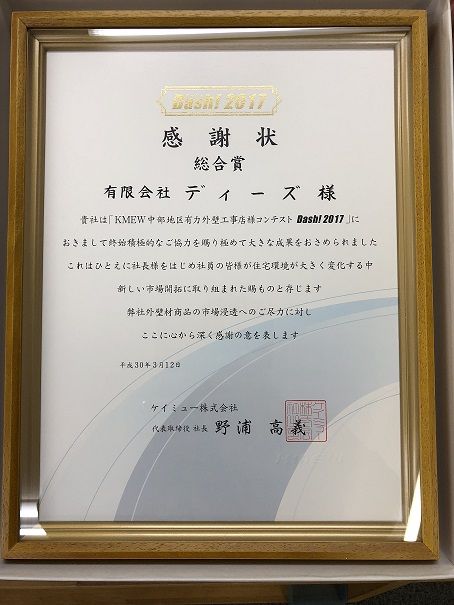 Dash! 2017
感謝状
総合賞
有限会社 ディーズ 様
貴社は「KMEW中部地区有力外壁工事店様コンテスト Dash! 2017」に
おきまして終始積極的なご協力を賜り極めて大きな成果をおさめられました
これはひとえに社長様をはじめ社員の皆様が住宅環境が大きく変化する中
新しい市場開拓に取り組まれた賜ものと存じます
弊社外壁材商品の市場浸透へのご尽力に対し
ここに心から深く感謝の意を表します
平成30年3月12日
ケイミュー株式会社
代表取締役 社長 野浦 高義